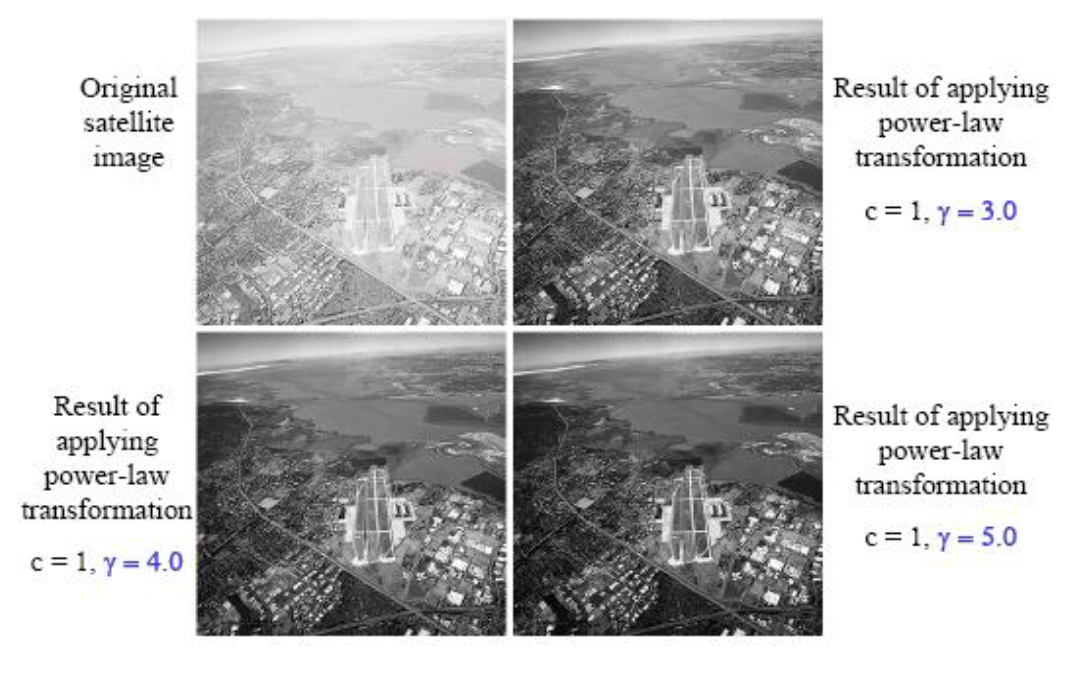 Original
satellite
image
Result of applying
power-law
transformation
c = 1, γ = 3.0
Result of
applying
power-law
transformation
c = 1, γ = 4.0
Result of applying
power-law
transformation
c = 1, γ = 5.0